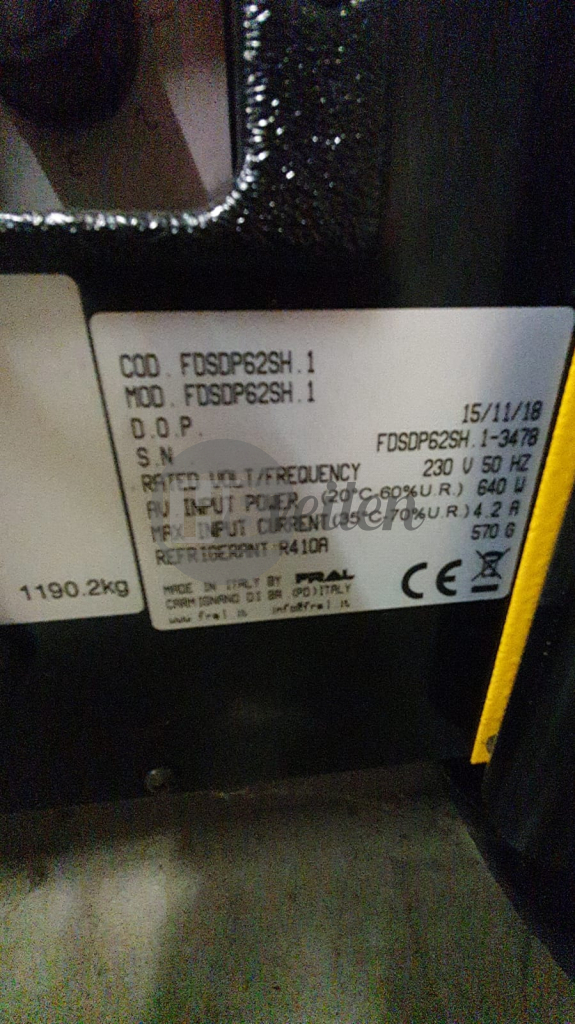 COD. FDSDP62SH.1
MOD. FDSDP62SH.1
D.O.P. 15/11/18
S.N FDSDP62SH.1-3478
RATED VOLT/FREQUENCY 230 V 50 HZ
AV INPUT POWER (20°C-60%U.R.) 640 W
MAX INPUT CURRENT(35°C-70%U.R.) 4.2 A
REFRIGERANT R410A 570 G
MADE IN ITALY BY FRAL
CARMIGNANO DI BR.(PD)ITALY
www.fral.it info@fral.it
CE
1190.2kg